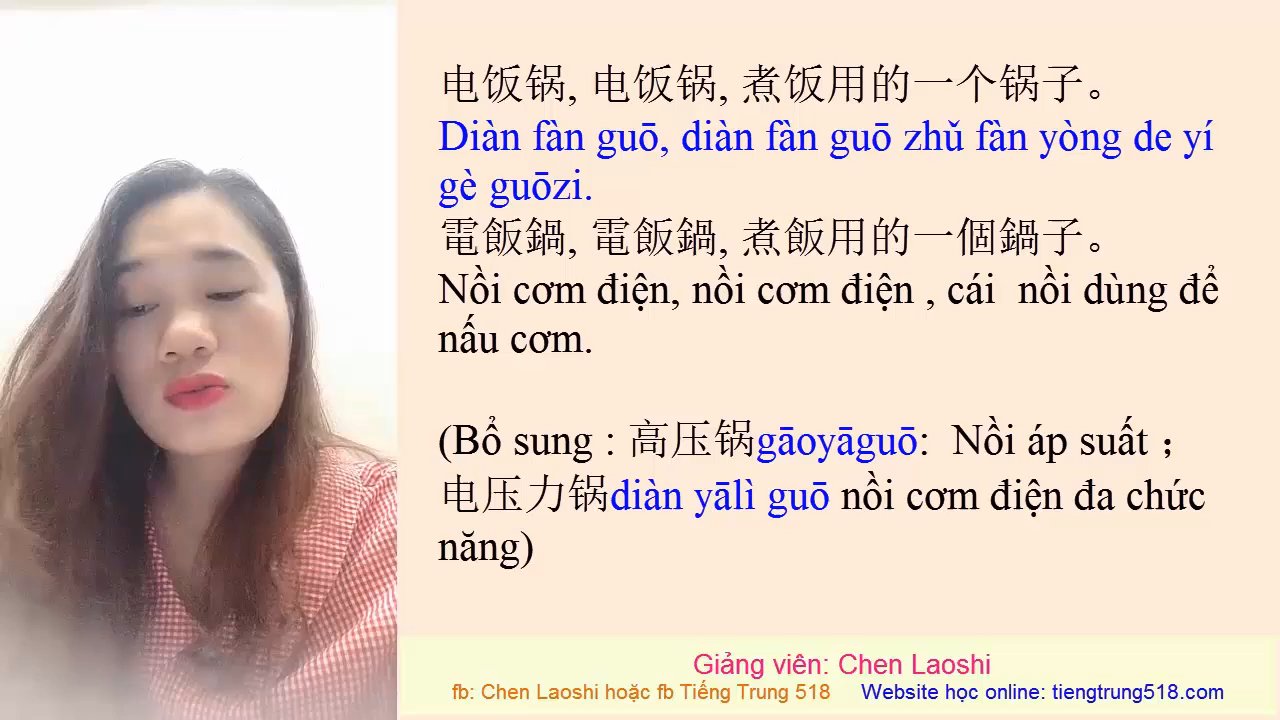 电饭锅, 电饭锅, 煮饭用的一个锅子。
Diàn fàn guō, diàn fàn guō zhǔ fàn yòng de yí
gè guōzi.
電飯鍋, 電飯鍋, 煮飯用的一個鍋子。
Nồi cơm điện, nồi cơm điện , cái nồi dùng để
nấu cơm.
(Bổ sung : 高压锅gāoyāguō: Nồi áp suất ；
电压力锅diàn yālì guō nồi cơm điện đa chức
năng)
Giảng viên: Chen Laoshi
fb: Chen Laoshi hoặc fb Tiếng Trung 518 Website học online: tiengtrung518.com